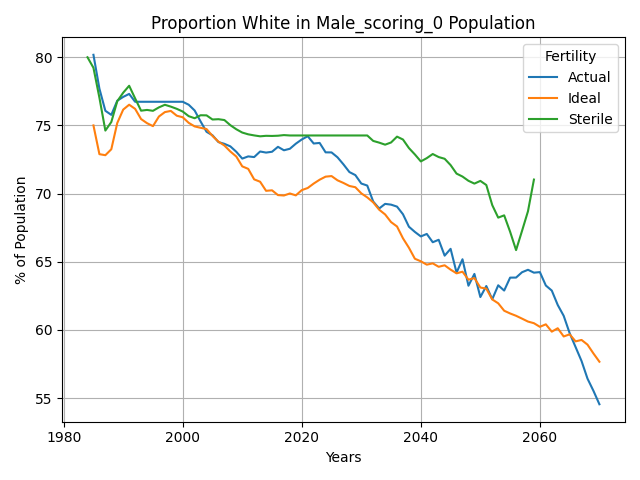 Proportion White in Male_scoring_0 Population
Fertility
Actual
Ideal
Sterile
% of Population
80
75
70
65
60
55
1980
2000
2020
2040
2060
Years